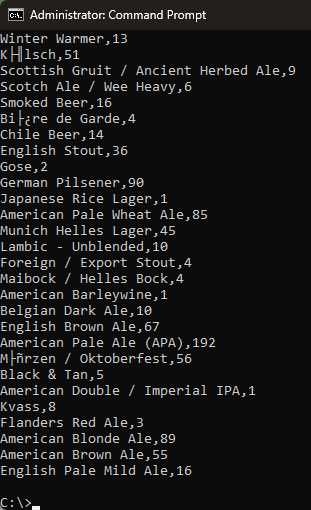 Administrator: Command Prompt
Winter Warmer,13
K├╢lsch,51
Scottish Gruit / Ancient Herbed Ale,9
Scotch Ale / Wee Heavy,6
Smoked Beer,16
Bi├¿re de Garde,4
Chile Beer,14
English Stout,36
Gose,2
German Pilsener,90
Japanese Rice Lager,1
American Pale Wheat Ale,85
Munich Helles Lager,45
Lambic - Unblended,10
Foreign / Export Stout,4
Maibock / Helles Bock,4
American Barleywine,1
Belgian Dark Ale,10
English Brown Ale,67
American Pale Ale (APA),192
M├ñrzen / Oktoberfest,56
Black & Tan,5
American Double / Imperial IPA,1
Kvass,8
Flanders Red Ale,3
American Blonde Ale,89
American Brown Ale,55
English Pale Mild Ale,16
C:\>